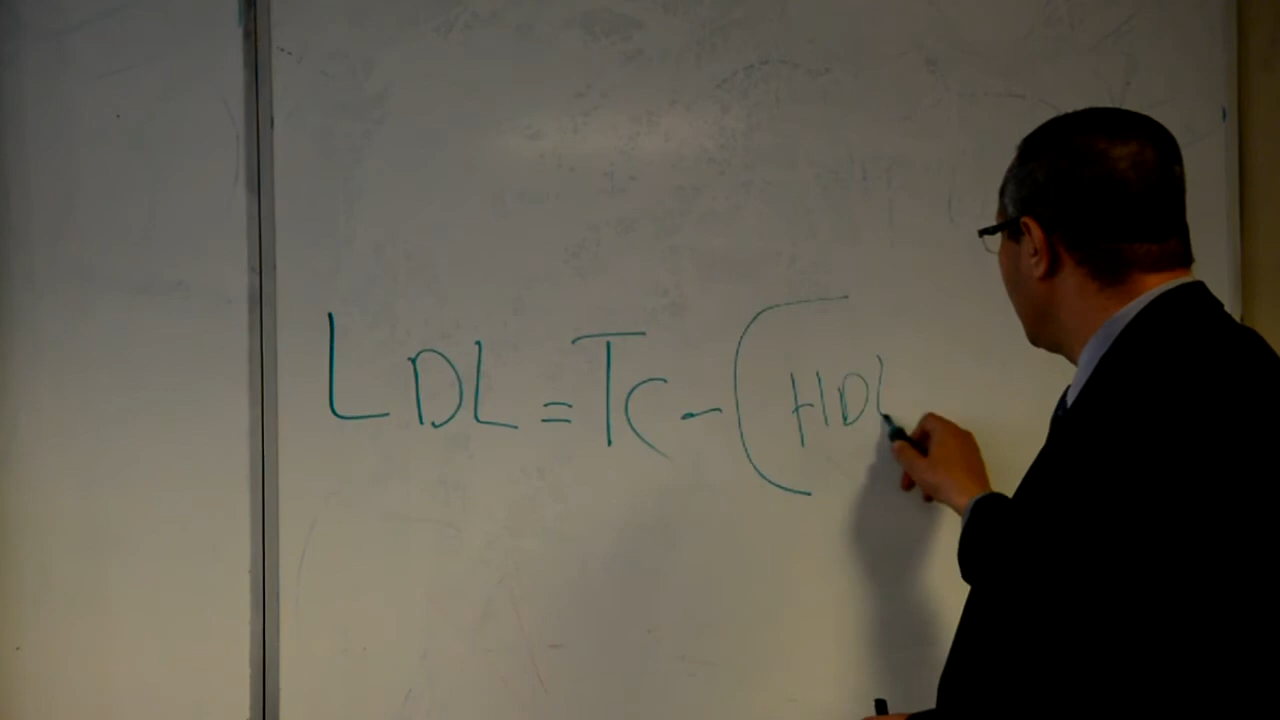 LDL = TC - (HDL